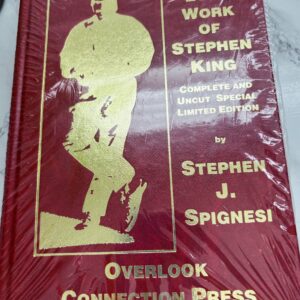 WORK
OF
STEPHEN
KING
COMPLETE AND
UNCUT SPECIAL
LIMITED EDITION
by
STEPHEN
J.
SPIGNESI
OVERLOOK
CONNECTION PRESS